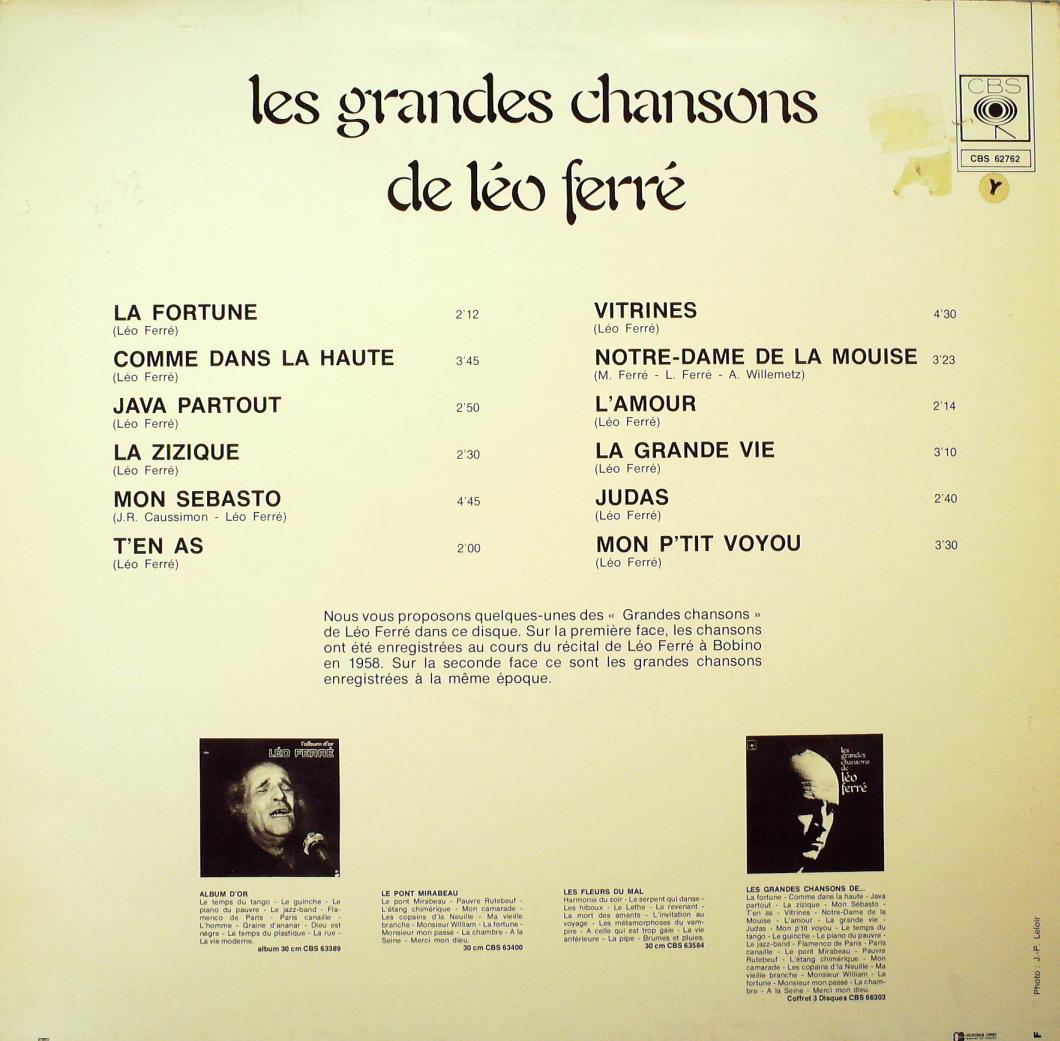 les grandes chansons
de léo ferré
CBS
CBS 62762
Y
LA FORTUNE 2'12
(Léo Ferré)
COMME DANS LA HAUTE 3'45
(Léo Ferré)
JAVA PARTOUT 2'50
(Léo Ferré)
LA ZIZIQUE 2'30
(Léo Ferré)
MON SEBASTO 4'45
(J.R. Caussimon - Léo Ferré)
T'EN AS 2'00
(Léo Ferré)
VITRINES 4'30
(Léo Ferré)
NOTRE-DAME DE LA MOUISE 3'23
(M. Ferré - L. Ferré - A. Willemetz)
L'AMOUR 2'14
(Léo Ferré)
LA GRANDE VIE 3'10
(Léo Ferré)
JUDAS 2'40
(Léo Ferré)
MON P'TIT VOYOU 3'30
(Léo Ferré)
Nous vous proposons quelques-unes des « Grandes chansons »
de Léo Ferré dans ce disque. Sur la première face, les chansons
ont été enregistrées au cours du récital de Léo Ferré à Bobino
en 1958. Sur la seconde face ce sont les grandes chansons
enregistrées à la même époque.
l'album d'or
LÉO FERRÉ
ALBUM D'OR
Le temps du tango - Le guinche - Le
piano du pauvre - Le jazz-band - Fla-
menco de Paris - Paris canaille -
L'homme - Graine d'ananar - Dieu est
nègre - Le temps du plastique - La rue -
La vie moderne.
album 30 cm CBS 63389
LE PONT MIRABEAU
Le pont Mirabeau - Pauvre Rutebeuf -
L'étang chimérique - Mon camarade -
Les copains d'la Neuille - Ma vieille
branche - Monsieur William - La fortune -
Monsieur mon passé - La chambre - A la
Seine - Merci mon dieu.
30 cm CBS 63400
LES FLEURS DU MAL
Harmonie du soir - Le serpent qui danse -
Les hiboux - Le Lethe - Le revenant -
La mort des amants - L'invitation au
voyage - Les métamorphoses du vam-
pire - A celle qui est trop gaie - La vie
antérieure - La pipe - Brumes et pluies.
30 cm CBS 63584
les
grandes
chansons
de
léo
ferré
LES GRANDES CHANSONS DE...
La fortune - Comme dans la haute - Java
partout - La zizique - Mon Sébasto -
T'en as - Vitrines - Notre-Dame de la
Mouise - L'amour - La grande vie -
Judas - Mon p'tit voyou - Le temps du
tango - Le guinche - Le piano du pauvre -
Le jazz-band - Flamenco de Paris - Paris
canaille - Le pont Mirabeau - Pauvre
Rutebeuf - L'étang chimérique - Mon
camarade - Les copains d'la Neuille - Ma
vieille branche - Monsieur William - La
fortune - Monsieur mon passé - La cham-
bre - A la Seine - Merci mon dieu.
Coffret 3 Disques CBS 66303
Photo : J.-P. Leloir
F